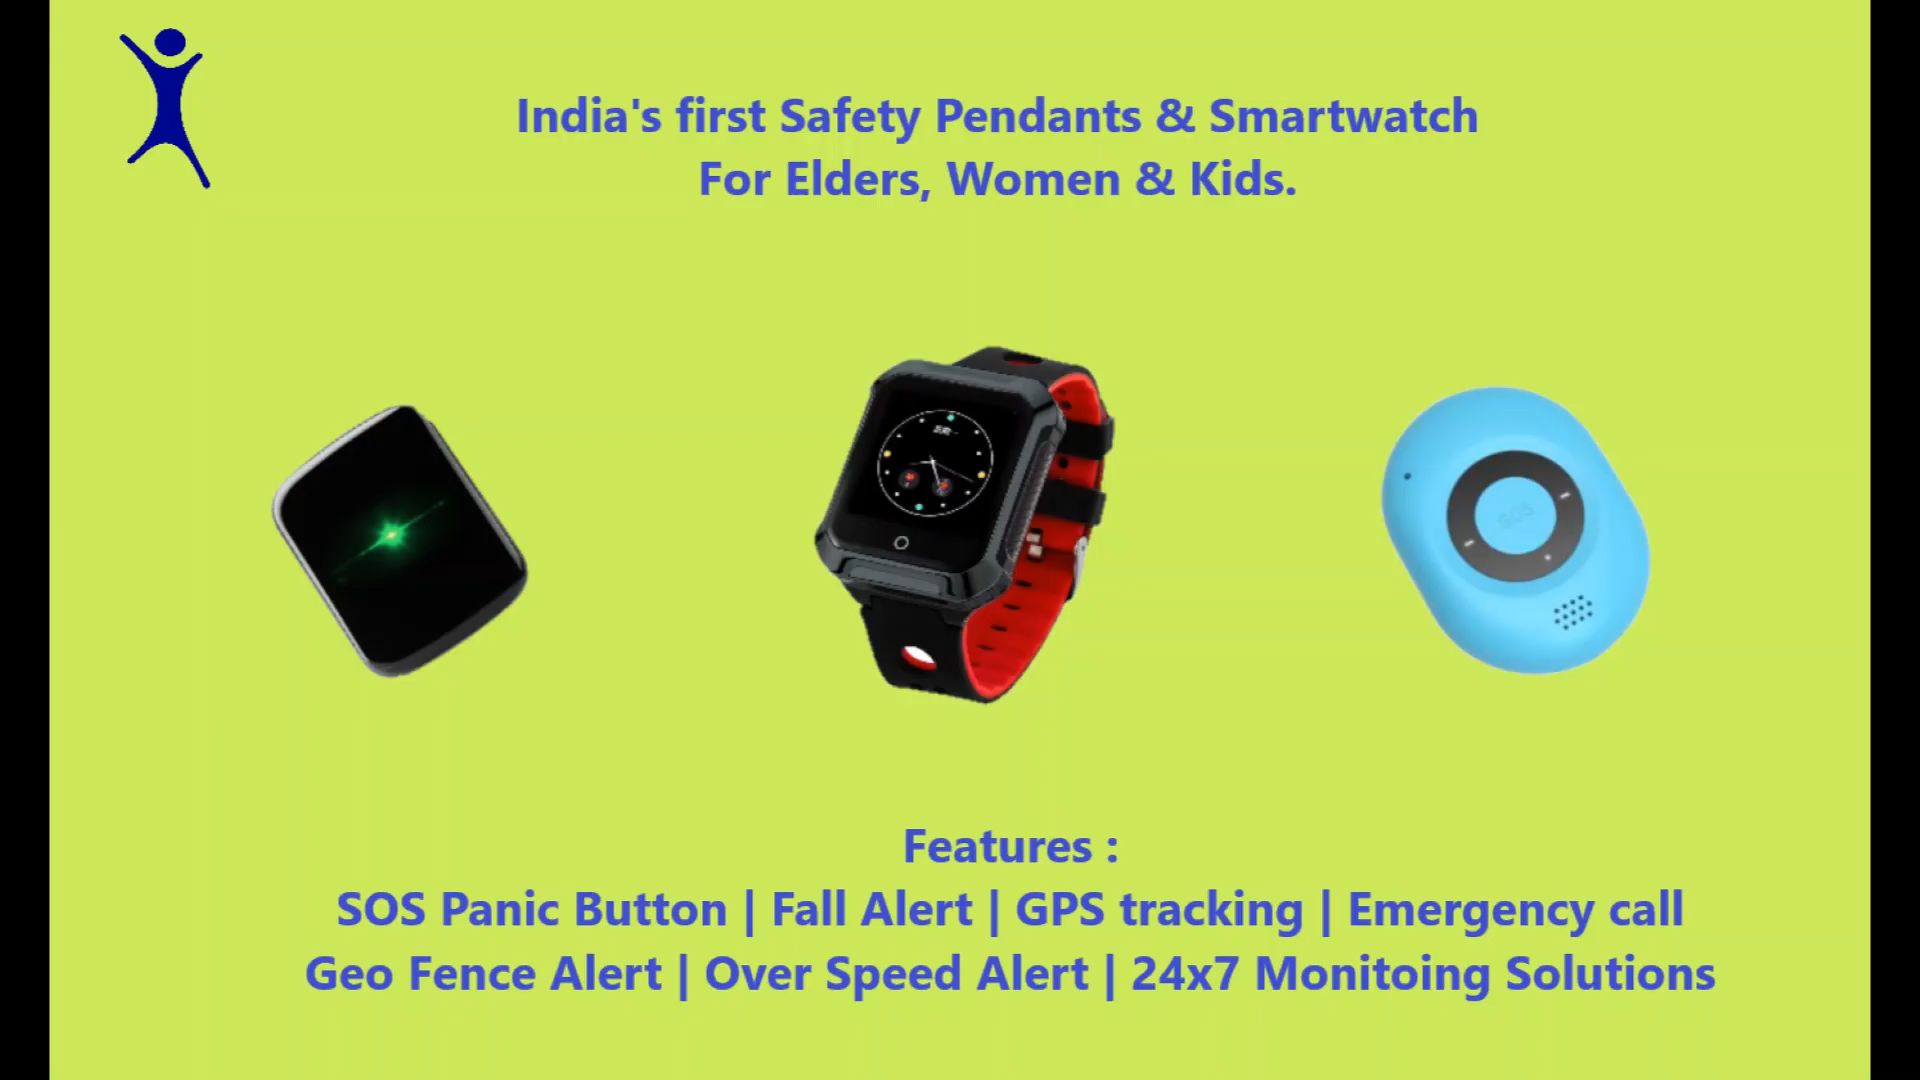 India's first Safety Pendants & Smartwatch
For Elders, Women & Kids.
SOS
Features :
SOS Panic Button | Fall Alert | GPS tracking | Emergency call
Geo Fence Alert | Over Speed Alert | 24x7 Monitoing Solutions